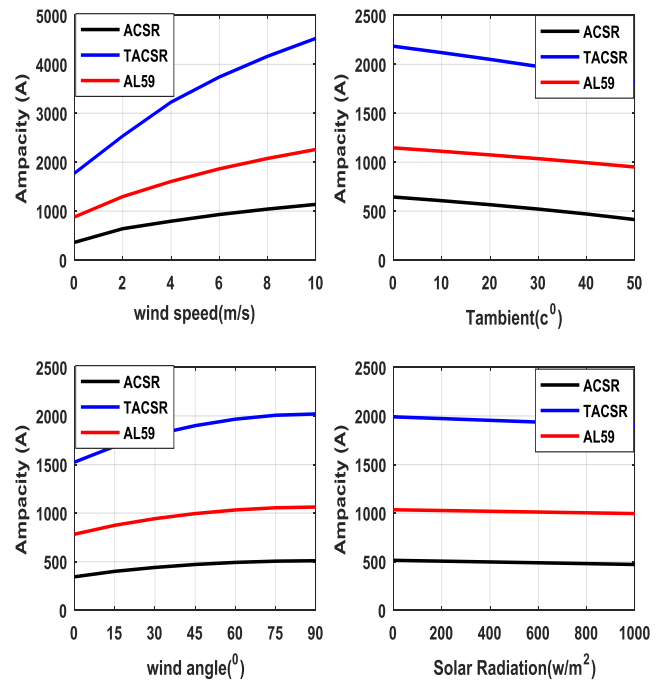 5000
4000
3000
2000
1000
0
Ampacity (A)
ACSR
TACSR
AL59
0 2 4 6 8 10
wind speed(m/s)
2500
2000
1500
1000
500
0
Ampacity (A)
ACSR
TACSR
AL59
0 10 20 30 40 50
Tambient(c⁰)
2500
2000
1500
1000
500
0
Ampacity (A)
ACSR
TACSR
AL59
0 15 30 45 60 75 90
wind angle(⁰)
2500
2000
1500
1000
500
0
Ampacity (A)
ACSR
TACSR
AL59
0 200 400 600 800 1000
Solar Radiation(w/m²)